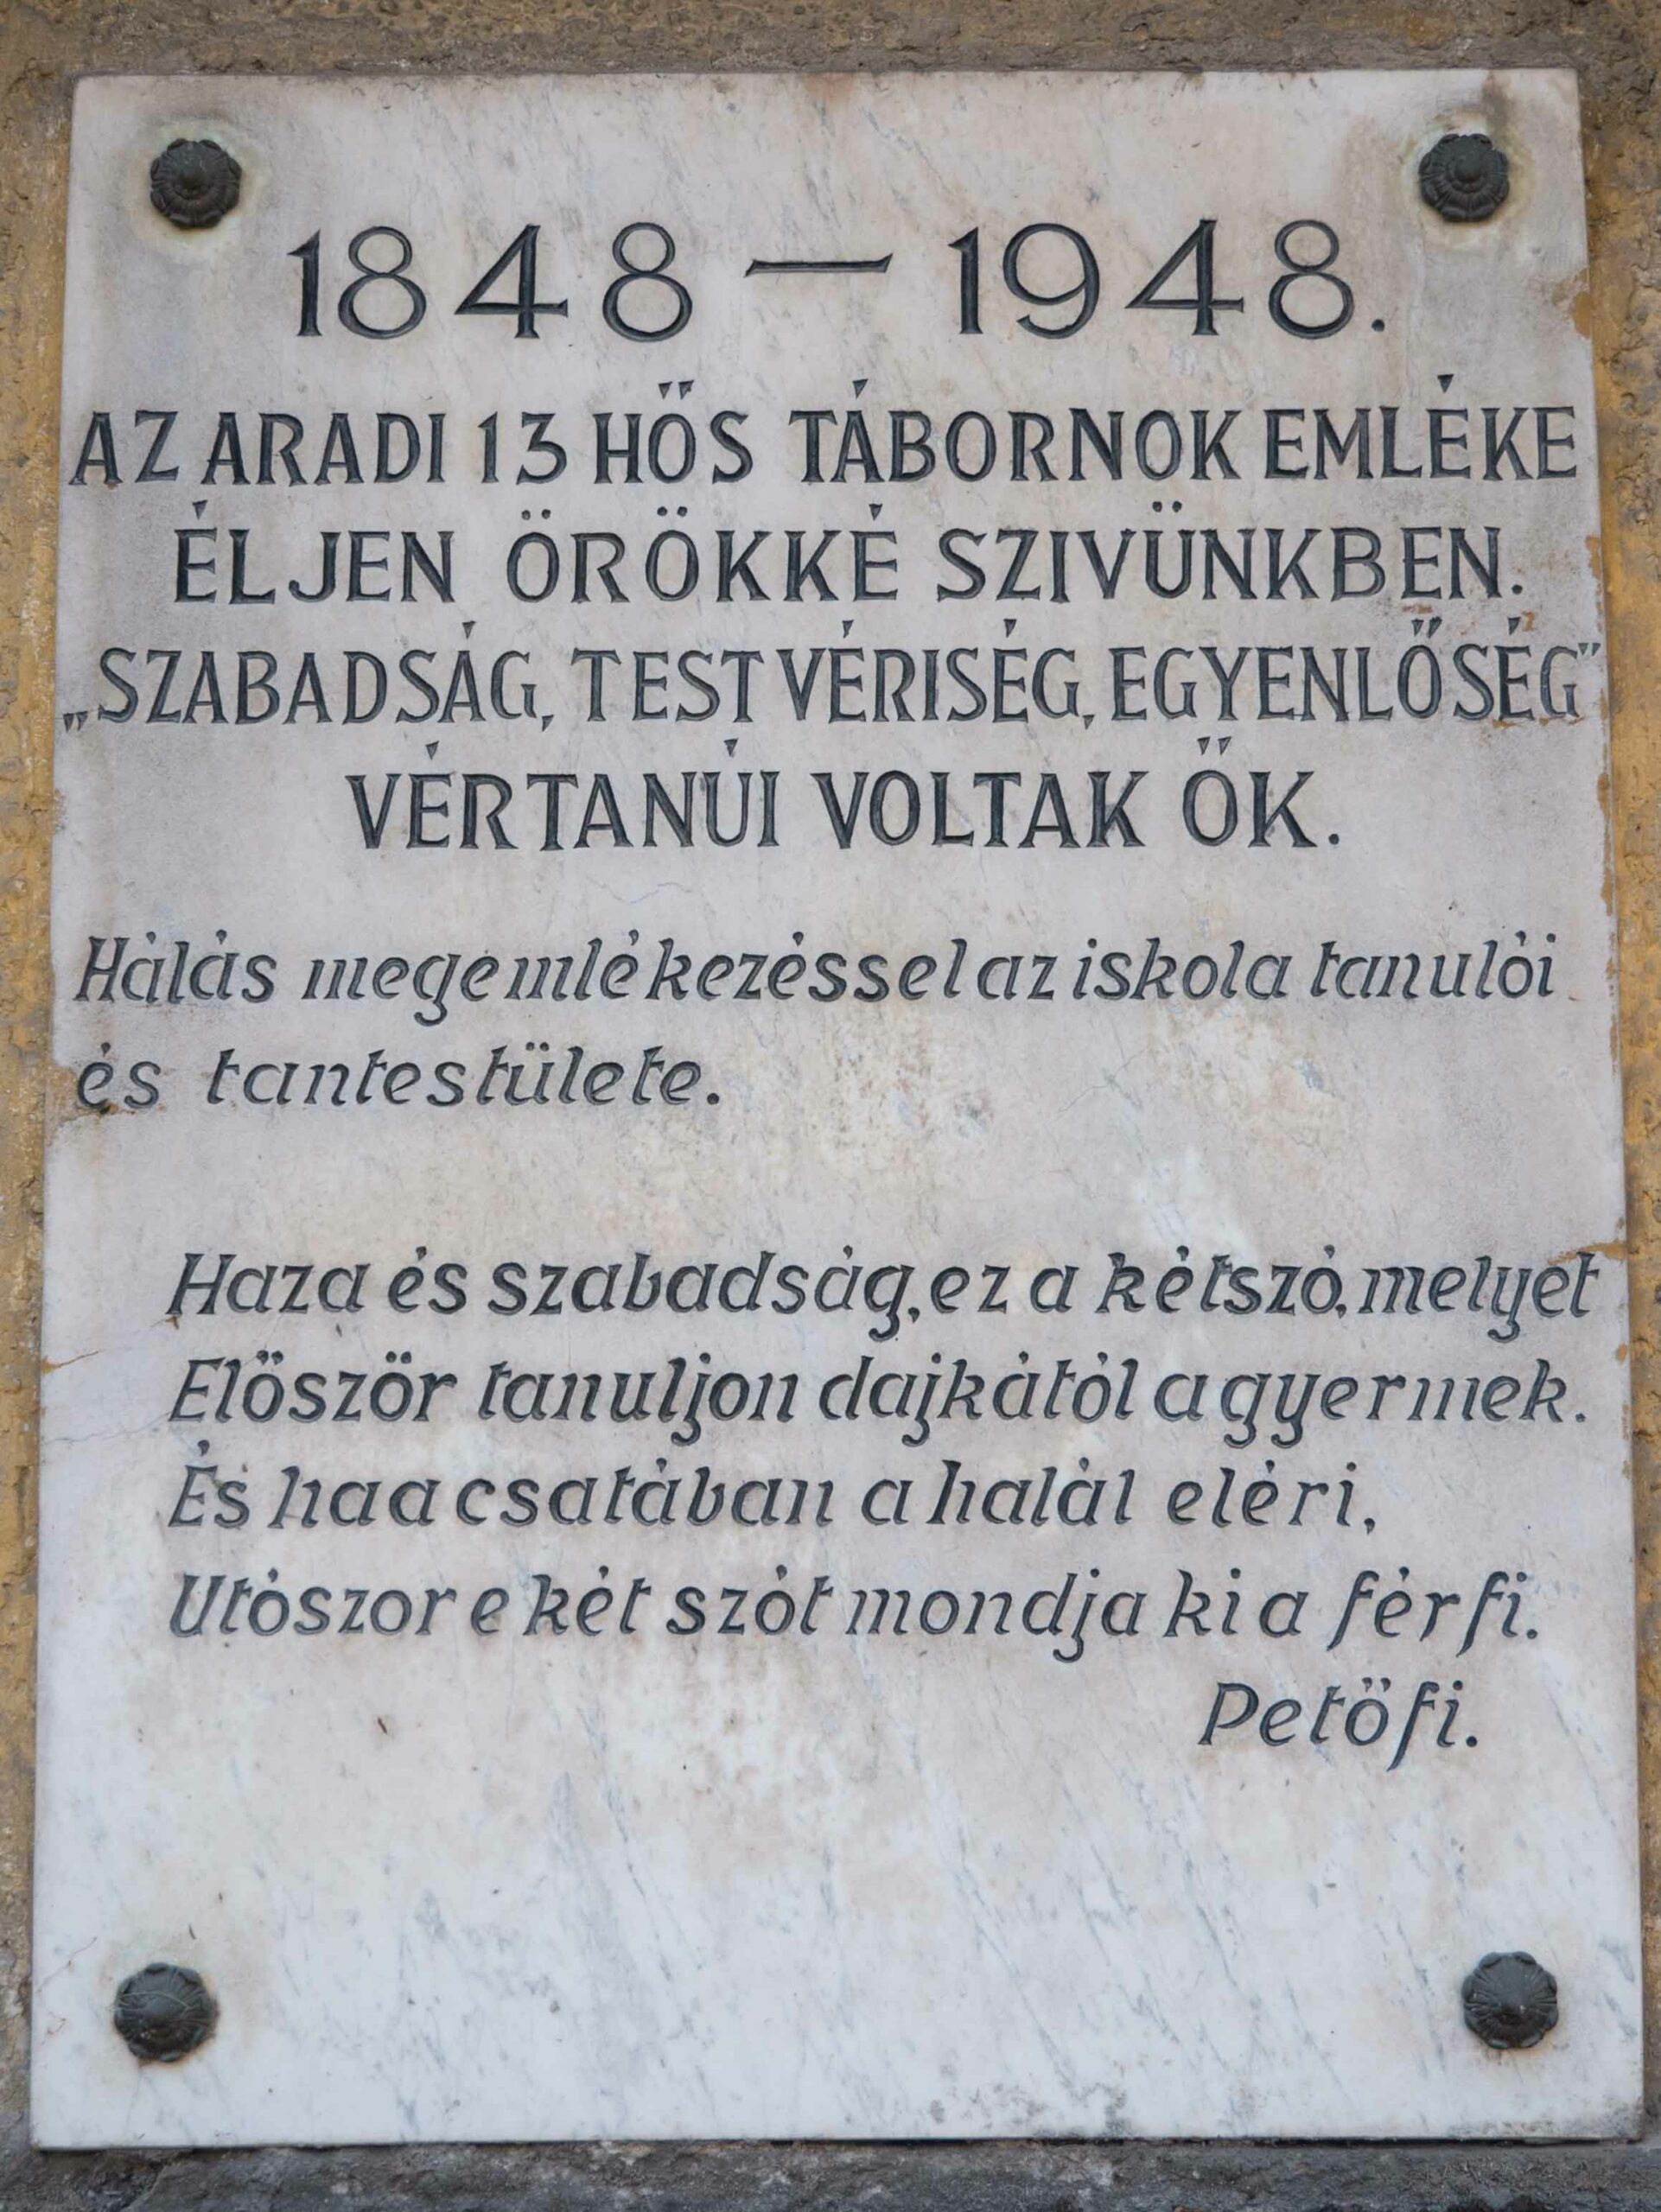 1848 — 1948.
AZ ARADI 13 HŐS TÁBORNOK EMLÉKE
ÉLJEN ÖRÖKKÉ SZIVÜNKBEN.
„SZABADSÁG, TESTVÉRISÉG, EGYENLŐSÉG"
VÉRTANÚI VOLTAK ŐK.
Hálás megemlékezéssel az iskola tanulói
és tantestülete.
Haza és szabadság, ez a két szó, melyet
Először tanuljon dajkától a gyermek.
És ha a csatában a halál eléri,
Utószor e két szót mondja ki a férfi.
Petőfi.